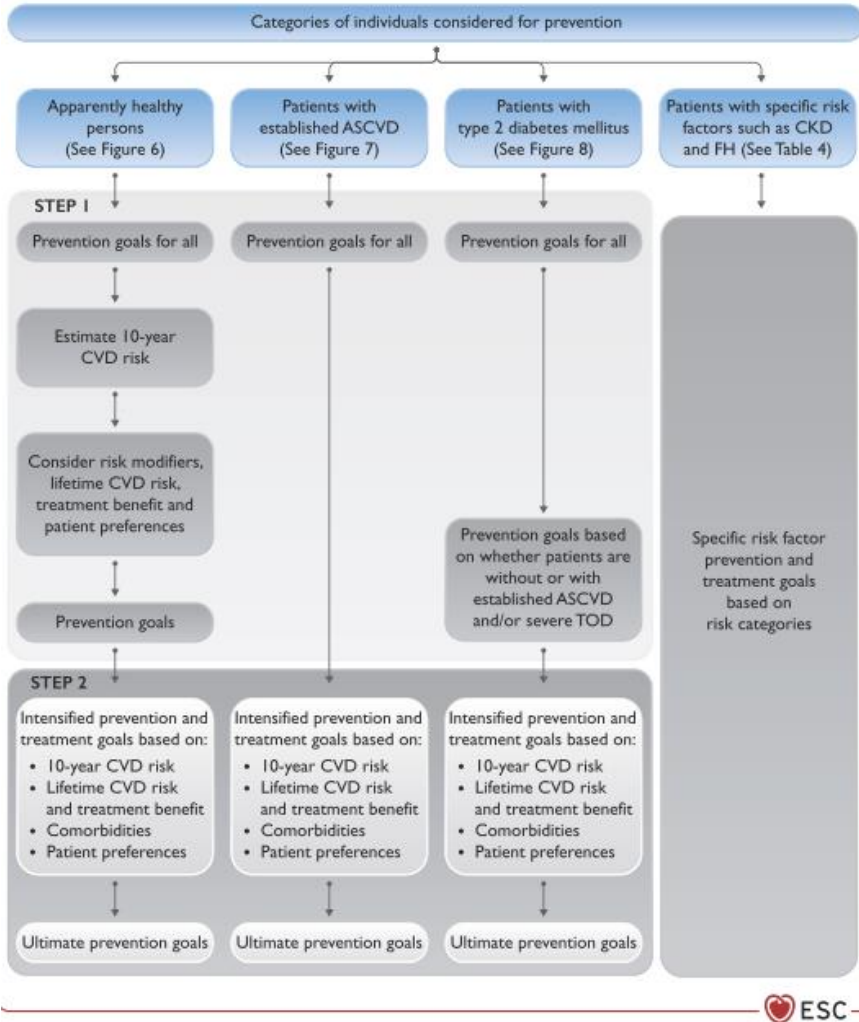 Categories of individuals considered for prevention
Apparently healthy
persons
(See Figure 6)
Patients with
established ASCVD
(See Figure 7)
Patients with
type 2 diabetes mellitus
(See Figure 8)
Patients with specific risk
factors such as CKD
and FH (See Table 4)
STEP 1
Prevention goals for all
Prevention goals for all
Prevention goals for all
Estimate 10-year
CVD risk
Consider risk modifiers,
lifetime CVD risk,
treatment benefit and
patient preferences
Prevention goals
Prevention goals based
on whether patients are
without or with
established ASCVD
and/or severe TOD
Specific risk factor
prevention and
treatment goals
based on
risk categories
STEP 2
Intensified prevention and
treatment goals based on:
• 10-year CVD risk
• Lifetime CVD risk
and treatment benefit
• Comorbidities
• Patient preferences
Intensified prevention and
treatment goals based on:
• 10-year CVD risk
• Lifetime CVD risk
and treatment benefit
• Comorbidities
• Patient preferences
Intensified prevention and
treatment goals based on:
• 10-year CVD risk
• Lifetime CVD risk
and treatment benefit
• Comorbidities
• Patient preferences
Ultimate prevention goals
Ultimate prevention goals
Ultimate prevention goals
ESC